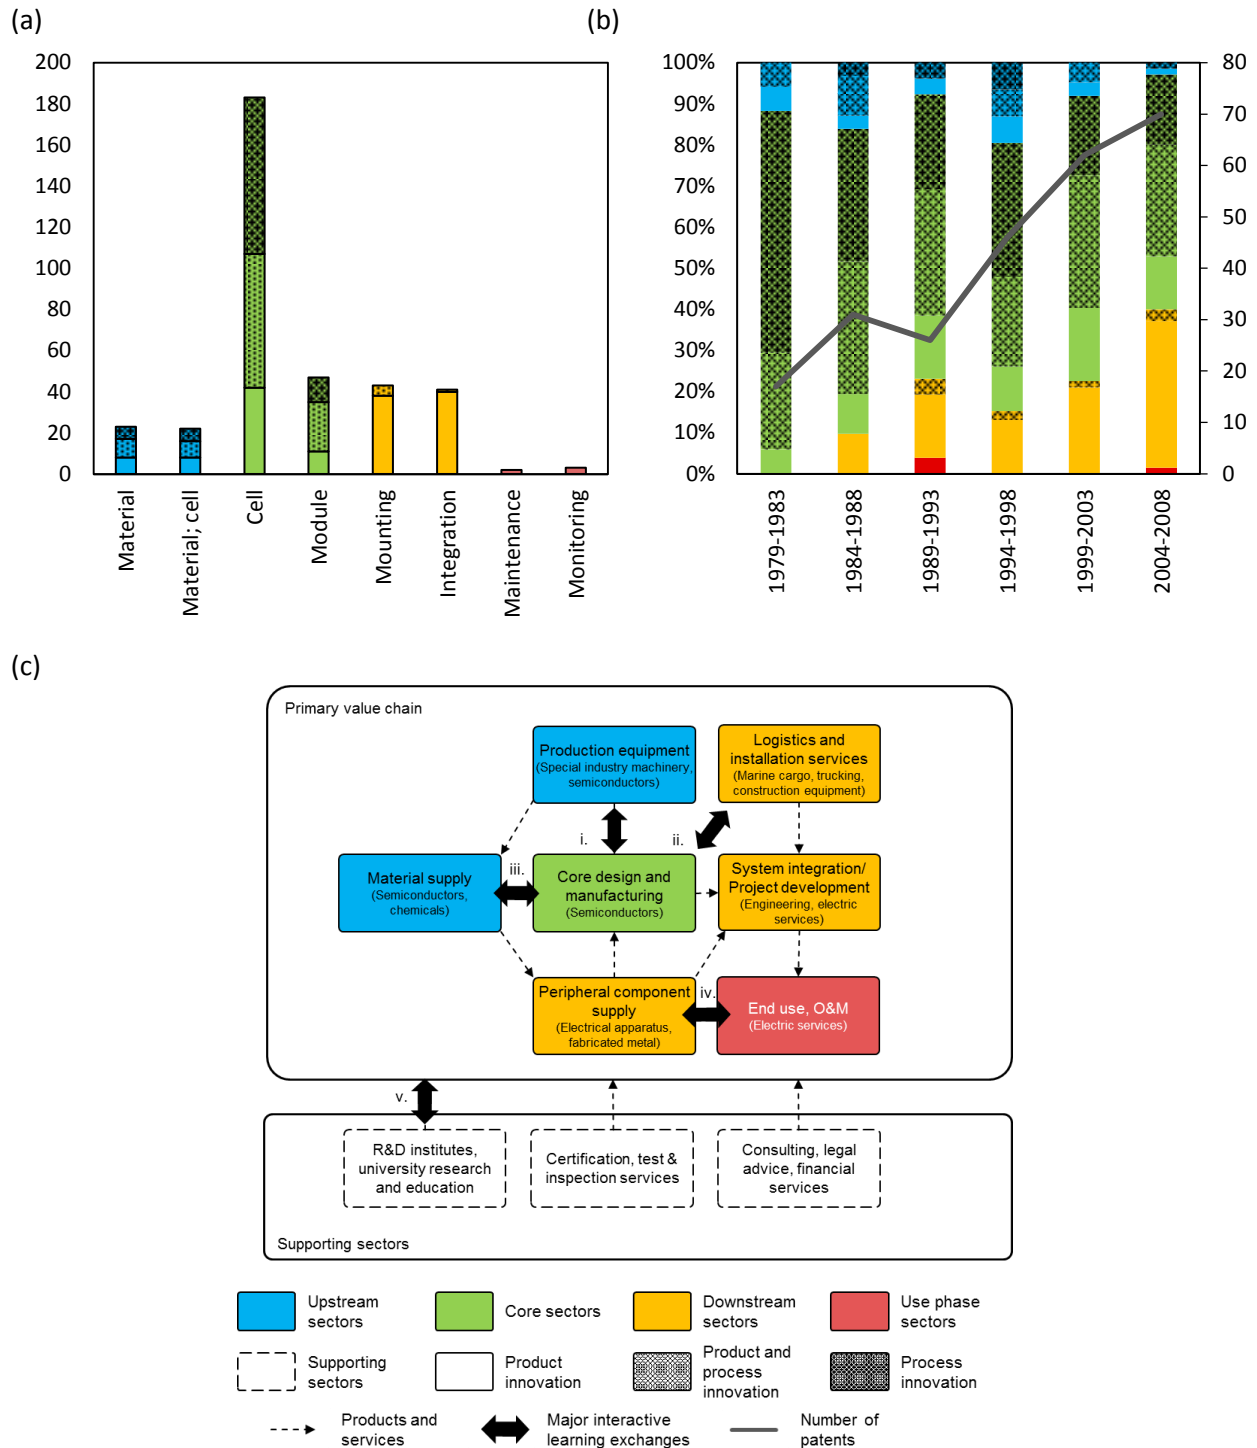 (a)
(b)
200
180
160
140
120
100
80
60
40
20
0
Material
Material; cell
Cell
Module
Mounting
Integration
Maintenance
Monitoring
100%
90%
80%
70%
60%
50%
40%
30%
20%
10%
0%
80
70
60
50
40
30
20
10
0
1979-1983
1984-1988
1989-1993
1994-1998
1999-2003
2004-2008
(c)
Primary value chain
Production equipment
(Special industry machinery,
semiconductors)
Logistics and
installation services
(Marine cargo, trucking,
construction equipment)
i.
ii.
Material supply
(Semiconductors,
chemicals)
iii.
Core design and
manufacturing
(Semiconductors)
System integration/
Project development
(Engineering, electric
services)
Peripheral component
supply
(Electrical apparatus,
fabricated metal)
iv.
End use, O&M
(Electric services)
v.
R&D institutes,
university research
and education
Certification, test &
inspection services
Consulting, legal
advice, financial
services
Supporting sectors
Upstream
sectors
Core sectors
Downstream
sectors
Use phase
sectors
Supporting
sectors
Product
innovation
Product and
process
innovation
Process
innovation
Products and
services
Major interactive
learning exchanges
Number of
patents